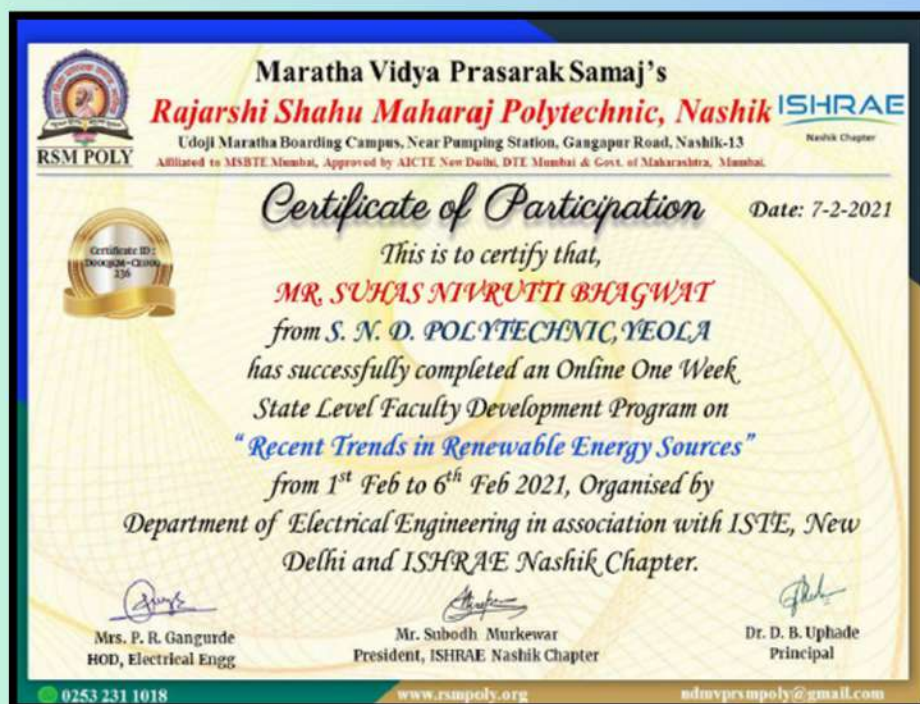 Maratha Vidya Prasarak Samaj's
Rajarshi Shahu Maharaj Polytechnic, Nashik
Udoji Maratha Boarding Campus, Near Pumping Station, Gangapur Road, Nashik-13
Affiliated to MSBTE Mumbai, Approved by AICTE New Delhi, DTE Mumbai & Govt. of Maharashtra, Mumbai.
RSM POLY
ISHRAE
Nashik Chapter
Certificate of Participation
Date: 7-2-2021
Certificate ID :
236
This is to certify that,
MR. SUHAS NIVRUTTI BHAGWAT
from S. N. D. POLYTECHNIC, YEOLA
has successfully completed an Online One Week
State Level Faculty Development Program on
“Recent Trends in Renewable Energy Sources”
from 1st Feb to 6th Feb 2021, Organised by
Department of Electrical Engineering in association with ISTE, New
Delhi and ISHRAE Nashik Chapter.
Mrs. P. R. Gangurde
HOD, Electrical Engg
Mr. Subodh Murkewar
President, ISHRAE Nashik Chapter
Dr. D. B. Uphade
Principal
0253 231 1018
www.rsmpoly.org
ndmvprsmpoly@gmail.com